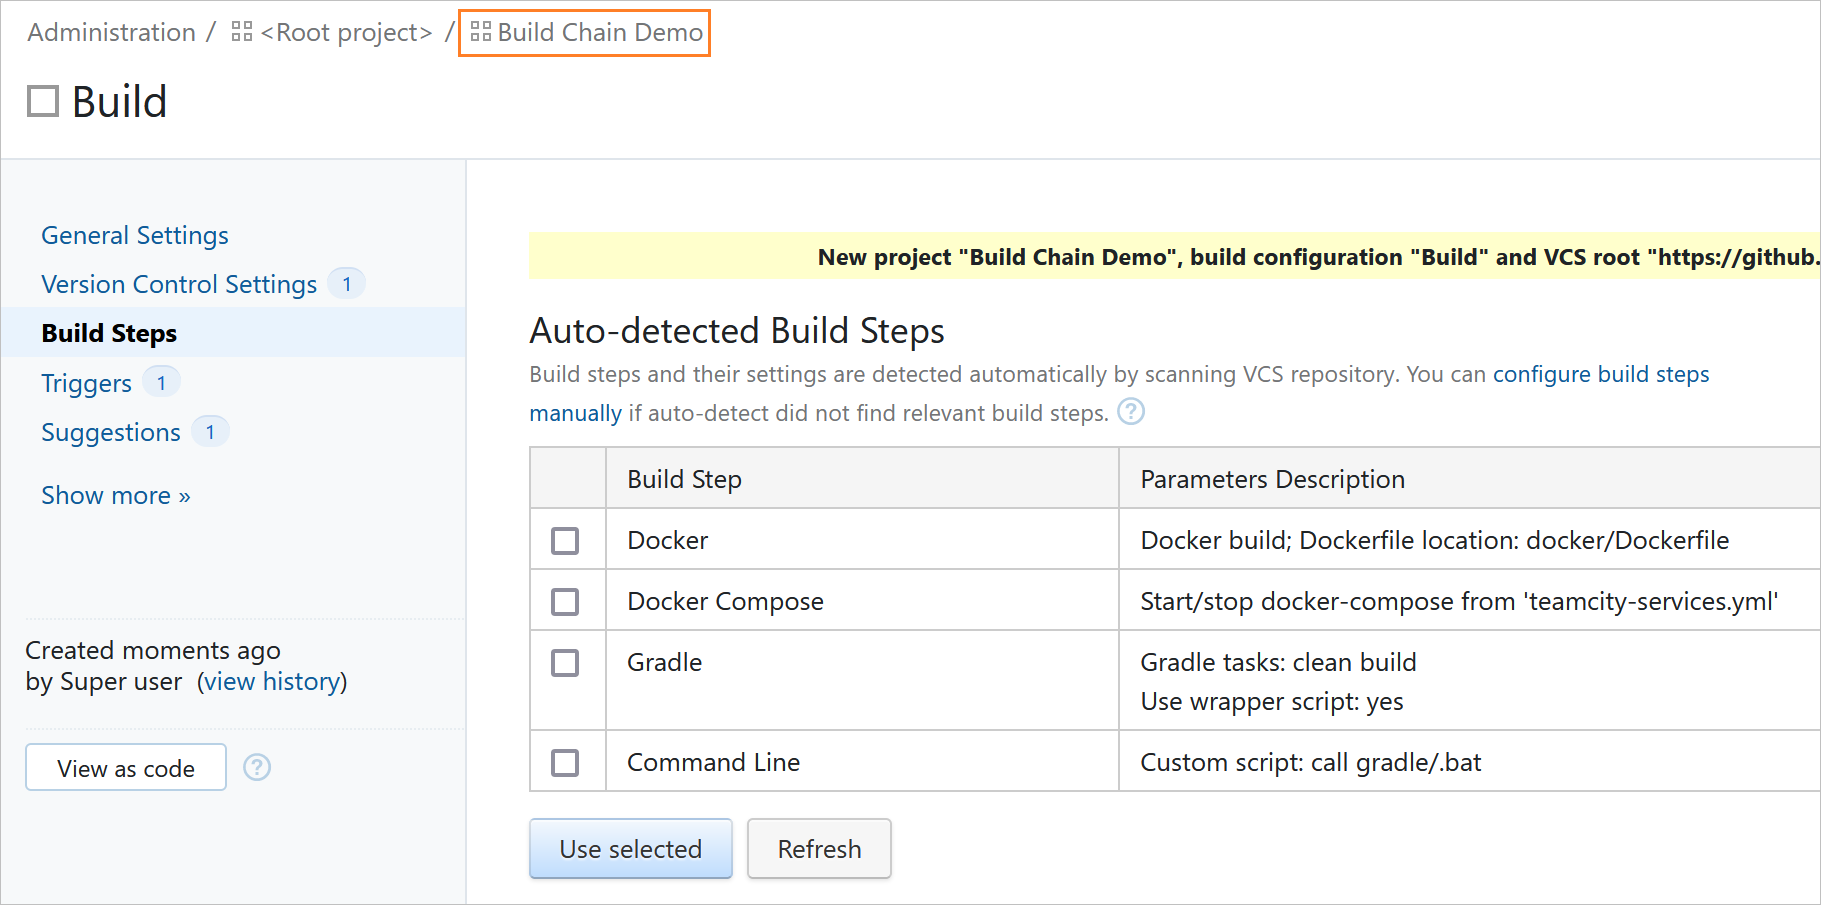 Administration / <Root project> / Build Chain Demo
Build
General Settings
Version Control Settings 1
Build Steps
Triggers 1
Suggestions 1
Show more »
Created moments ago
by Super user (view history)
View as code ?
New project "Build Chain Demo", build configuration "Build" and VCS root "https://github.
Auto-detected Build Steps
Build steps and their settings are detected automatically by scanning VCS repository. You can configure build steps
manually if auto-detect did not find relevant build steps. ?
Build Step Parameters Description
Docker Docker build; Dockerfile location: docker/Dockerfile
Docker Compose Start/stop docker-compose from 'teamcity-services.yml'
Gradle Gradle tasks: clean build
Use wrapper script: yes
Command Line Custom script: call gradle/.bat
Use selected Refresh